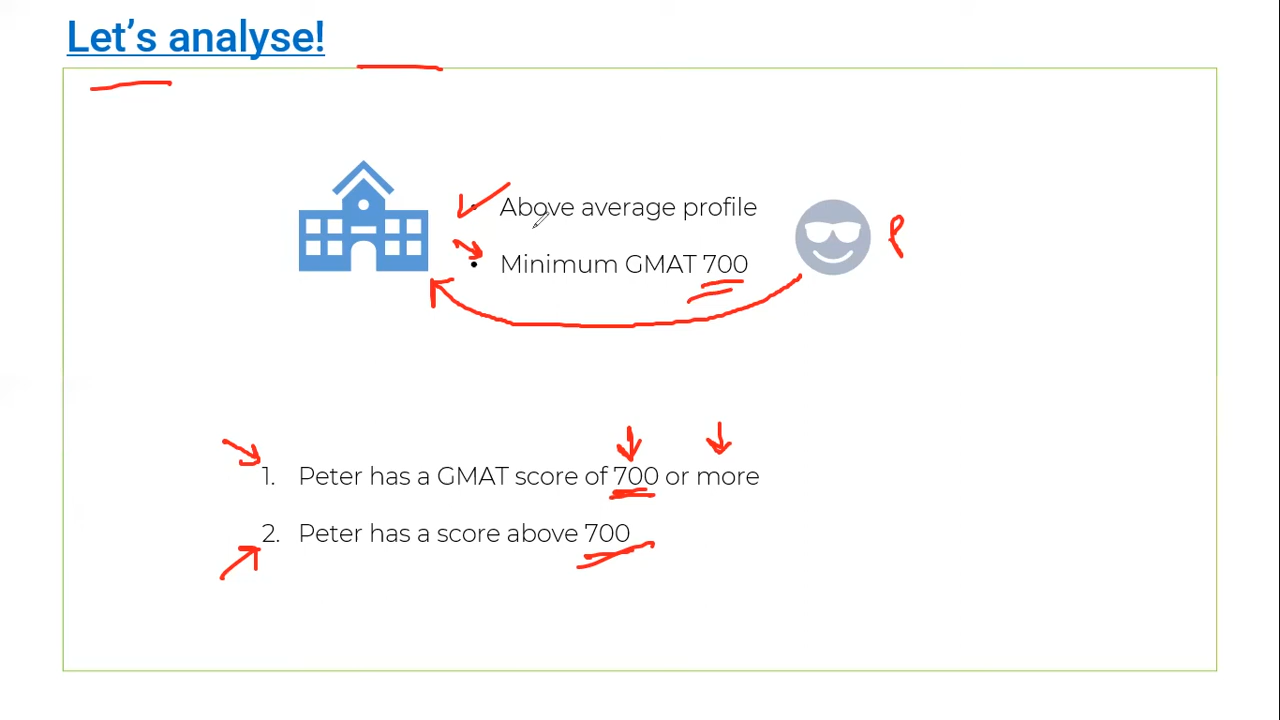 Let's analyse!
• Above average profile
P
• Minimum GMAT 700
1. Peter has a GMAT score of 700 or more
2. Peter has a score above 700